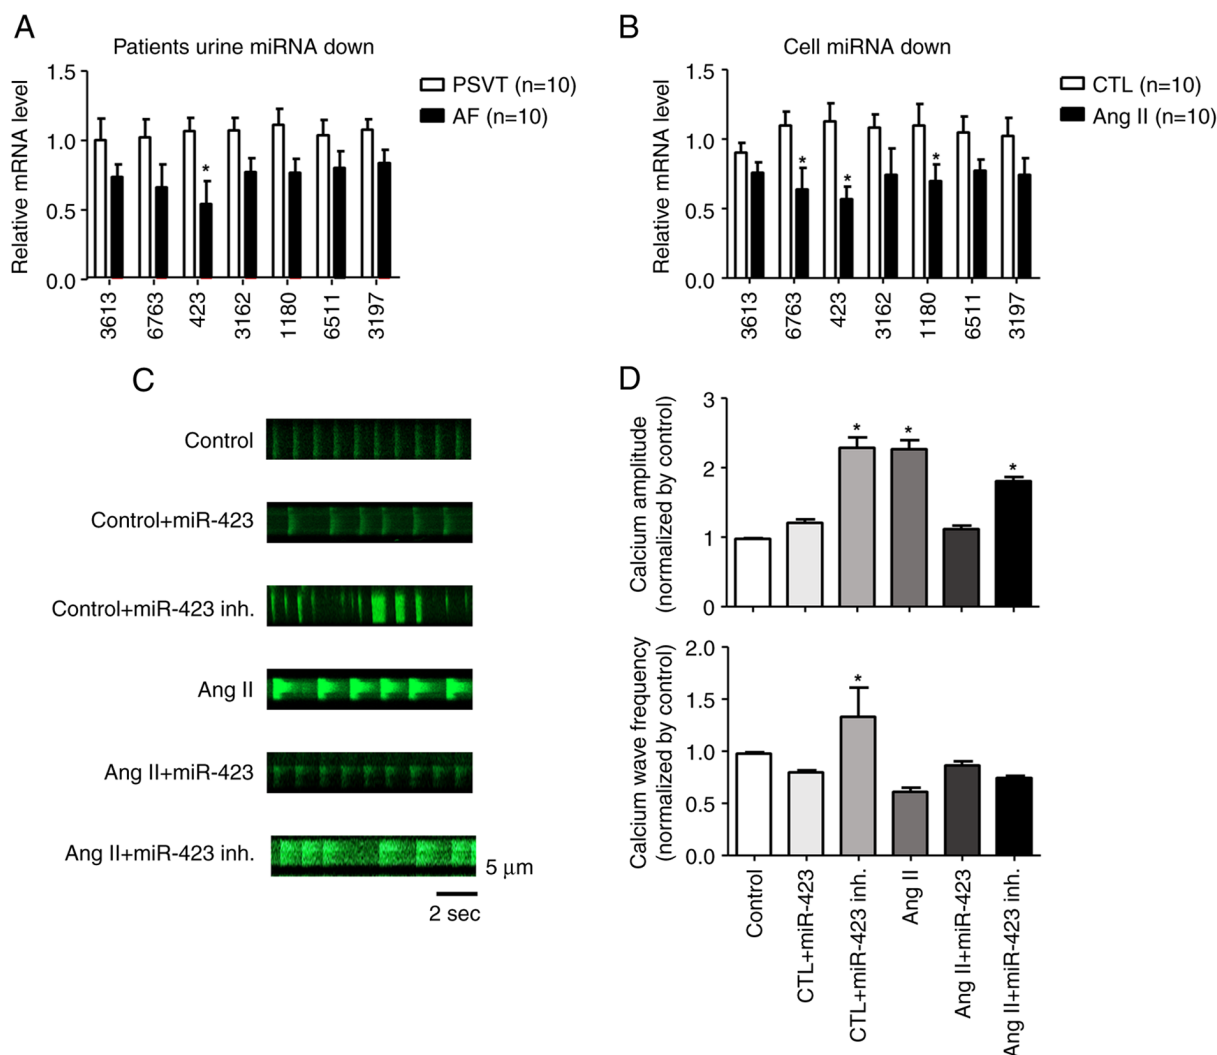 A
Patients urine miRNA down
Relative mRNA level
1.5
1.0
0.5
0.0
*
PSVT (n=10)
AF (n=10)
3613
6763
423
3162
1180
6511
3197
B
Cell miRNA down
Relative mRNA level
1.5
1.0
0.5
0.0
*
*
*
CTL (n=10)
Ang II (n=10)
3613
6763
423
3162
1180
6511
3197
C
Control
Control+miR-423
Control+miR-423 inh.
Ang II
Ang II+miR-423
Ang II+miR-423 inh.
5 μm
2 sec
D
Calcium amplitude
(normalized by control)
3
2
1
0
*
*
*
Calcium wave frequency
(normalized by control)
2.0
1.5
1.0
0.5
0.0
*
Control
CTL+miR-423
CTL+miR-423 inh.
Ang II
Ang II+miR-423
Ang II+miR-423 inh.